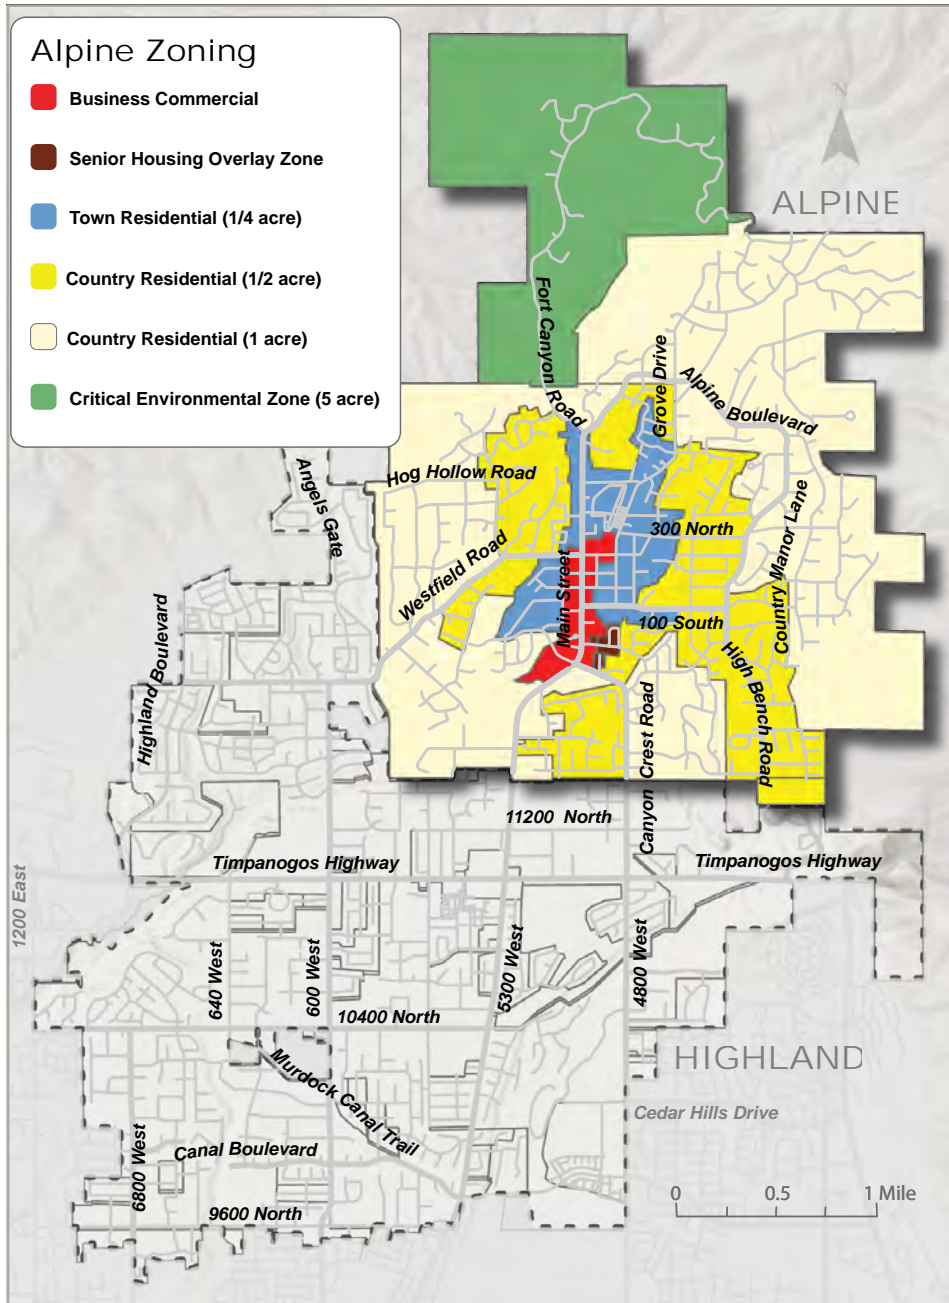 Alpine Zoning
Business Commercial
Senior Housing Overlay Zone
Town Residential (1/4 acre)
Country Residential (1/2 acre)
Country Residential (1 acre)
Critical Environmental Zone (5 acre)
N
ALPINE
Fort Canyon Road
Grove Drive
Alpine Boulevard
Angels Gate
Hog Hollow Road
300 North
Westfield Road
Country Manor Lane
Main Street
100 South
Highland Boulevard
High Bench Road
Canyon Crest Road
11200 North
Timpanogos Highway
Timpanogos Highway
1200 East
640 West
600 West
5300 West
4800 West
10400 North
HIGHLAND
Murdock Canal Trail
Cedar Hills Drive
6800 West
Canal Boulevard
9600 North
0 0.5 1 Mile